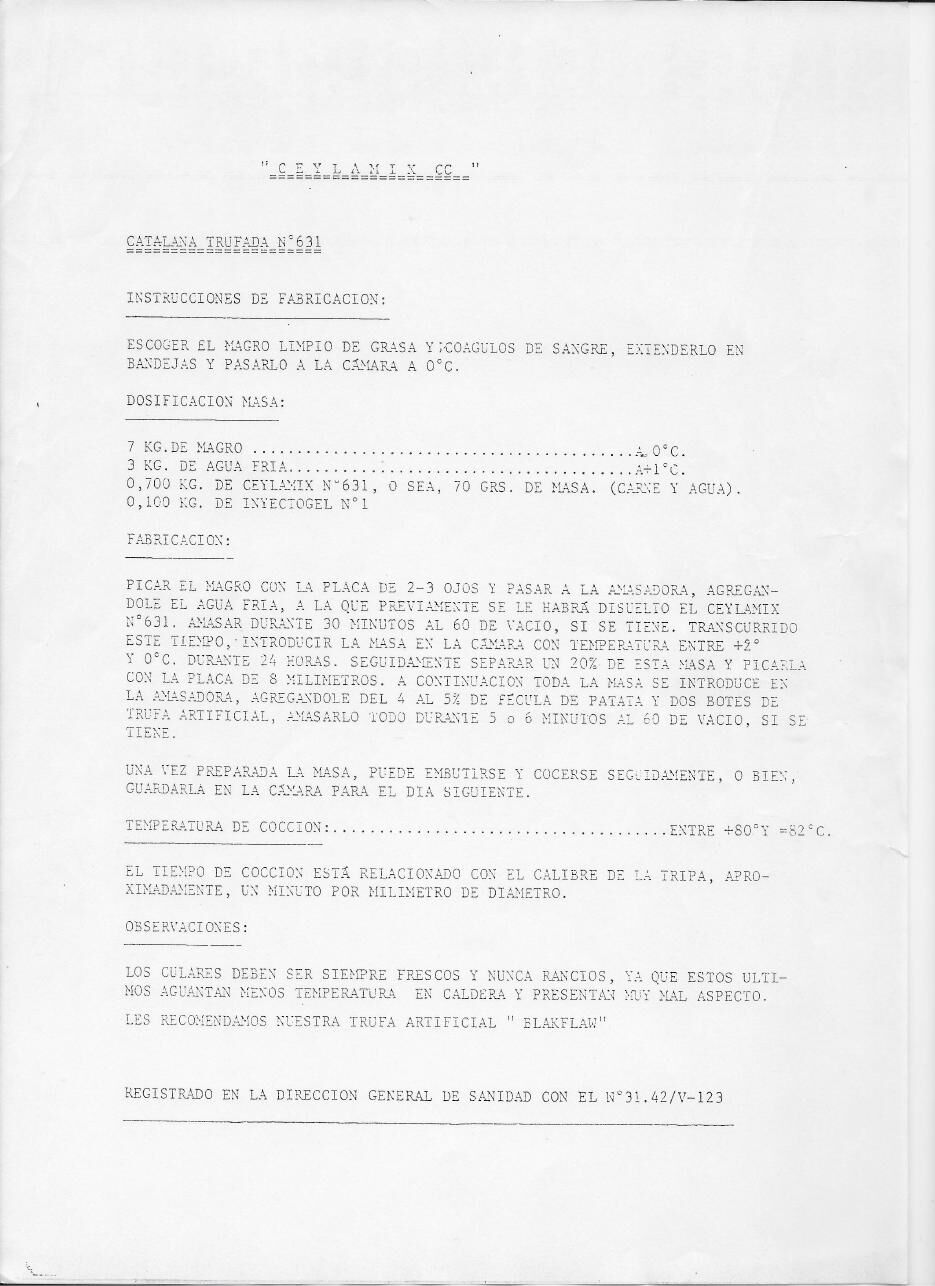 " C E Y L A M I X  CC "
CATALANA TRUFADA N°631
INSTRUCCIONES DE FABRICACION:
ESCOGER EL MAGRO LIMPIO DE GRASA Y COAGULOS DE SANGRE, EXTENDERLO EN
BANDEJAS Y PASARLO A LA CÁMARA A 0°C.
DOSIFICACION MASA:
7 KG.DE MAGRO ..........................................A 0°C.
3 KG. DE AGUA FRIA......................................A+1°C.
0,700 KG. DE CEYLAMIX N°631, O SEA, 70 GRS. DE MASA. (CARNE Y AGUA).
0,100 KG. DE INYECTOGEL N°1
FABRICACION:
PICAR EL MAGRO CON LA PLACA DE 2-3 OJOS Y PASAR A LA AMASADORA, AGREGAN-
DOLE EL AGUA FRIA, A LA QUE PREVIAMENTE SE LE HABRÁ DISUELTO EL CEYLAMIX
N°631. AMASAR DURANTE 30 MINUTOS AL 60 DE VACIO, SI SE TIENE. TRANSCURRIDO
ESTE TIEMPO, INTRODUCIR LA MASA EN LA CÁMARA CON TEMPERATURA ENTRE +2°
Y 0°C. DURANTE 24 HORAS. SEGUIDAMENTE SEPARAR UN 20% DE ESTA MASA Y PICARLA
CON LA PLACA DE 8 MILIMETROS. A CONTINUACION TODA LA MASA SE INTRODUCE EN
LA AMASADORA, AGREGANDOLE DEL 4 AL 5% DE FÉCULA DE PATATA Y DOS BOTES DE
TRUFA ARTIFICIAL, AMASARLO TODO DURANTE 5 o 6 MINUTOS AL 60 DE VACIO, SI SE
TIENE.
UNA VEZ PREPARADA LA MASA, PUEDE EMBUTIRSE Y COCERSE SEGUIDAMENTE, O BIEN,
GUARDARLA EN LA CÁMARA PARA EL DIA SIGUIENTE.
TEMPERATURA DE COCCION:.....................................ENTRE +80°Y =82°C.
EL TIEMPO DE COCCION ESTÁ RELACIONADO CON EL CALIBRE DE LA TRIPA, APRO-
XIMADAMENTE, UN MINUTO POR MILIMETRO DE DIAMETRO.
OBSERVACIONES:
LOS CULARES DEBEN SER SIEMPRE FRESCOS Y NUNCA RANCIOS, YA QUE ESTOS ULTI-
MOS AGUANTAN MENOS TEMPERATURA EN CALDERA Y PRESENTAN MUY MAL ASPECTO.
LES RECOMENDAMOS NUESTRA TRUFA ARTIFICIAL " BLAKFLAW"
REGISTRADO EN LA DIRECCION GENERAL DE SANIDAD CON EL N°31.42/V-123